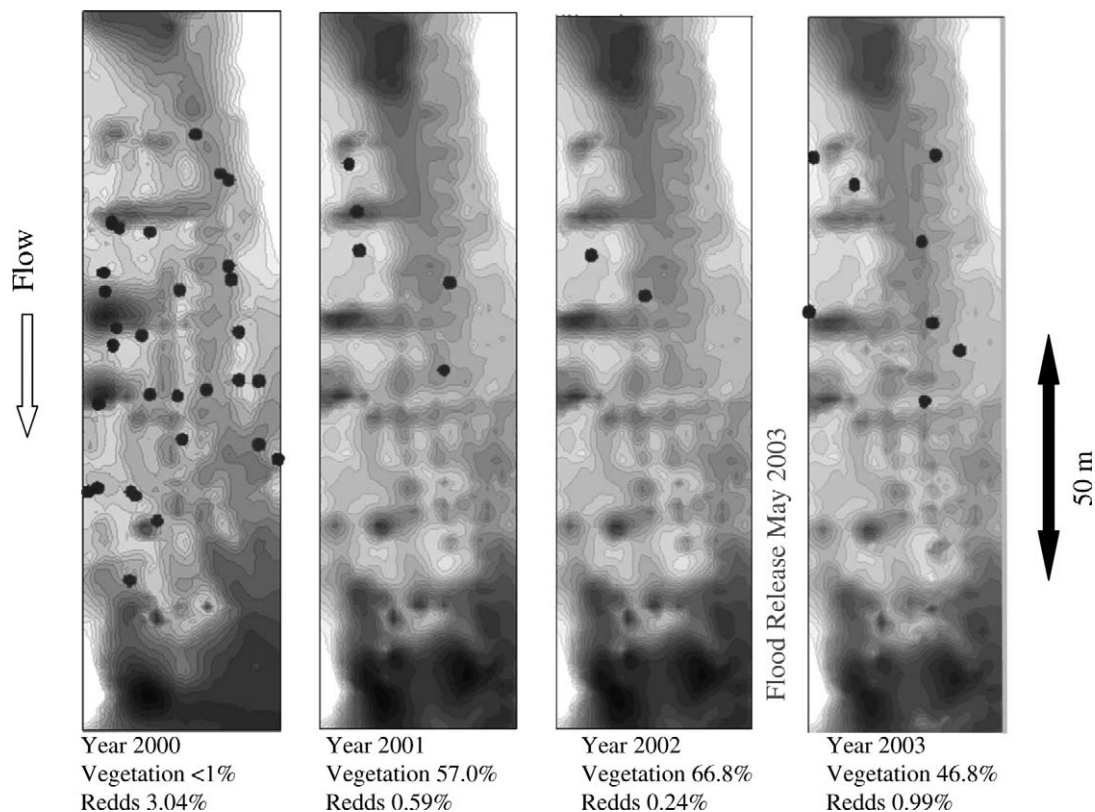 Flow
Flood Release May 2003
50 m
Year 2000
Vegetation <1%
Redds 3.04%
Year 2001
Vegetation 57.0%
Redds 0.59%
Year 2002
Vegetation 66.8%
Redds 0.24%
Year 2003
Vegetation 46.8%
Redds 0.99%